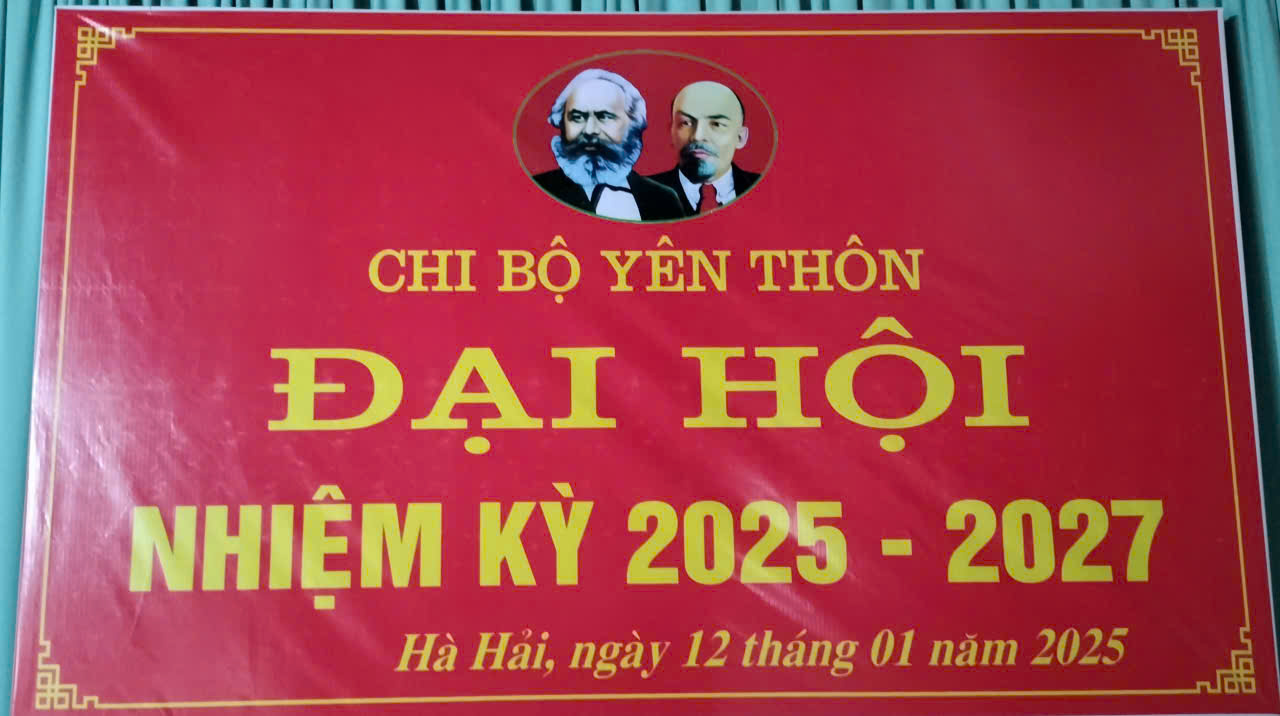 CHI BỘ YÊN THÔN
ĐẠI HỘI
NHIỆM KỲ 2025 - 2027
Hà Hải, ngày 12 tháng 01 năm 2025